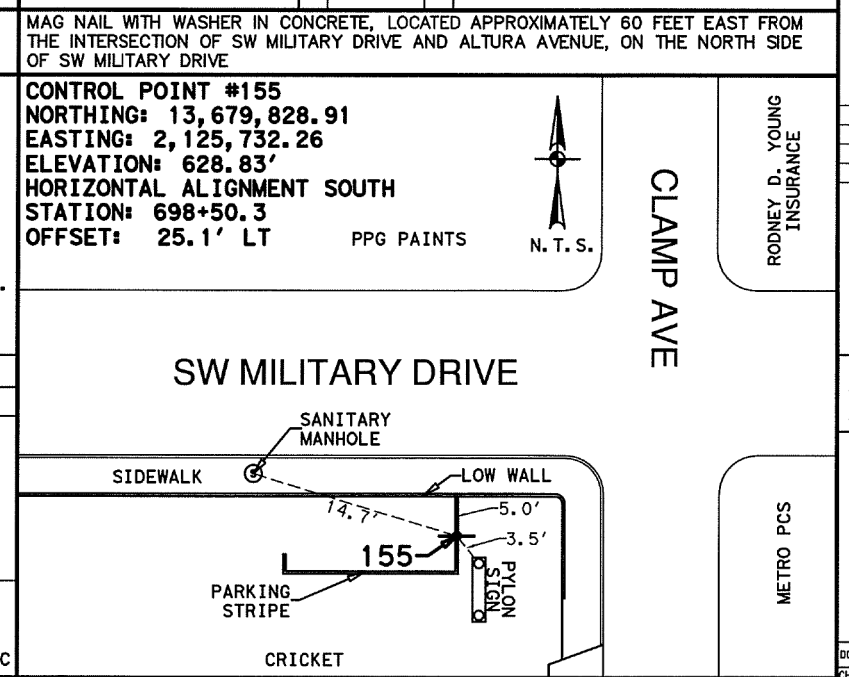 MAG NAIL WITH WASHER IN CONCRETE, LOCATED APPROXIMATELY 60 FEET EAST FROM
THE INTERSECTION OF SW MILITARY DRIVE AND ALTURA AVENUE, ON THE NORTH SIDE
OF SW MILITARY DRIVE
CONTROL POINT #155
NORTHING: 13,679,828.91
EASTING: 2,125,732.26
ELEVATION: 628.83'
HORIZONTAL ALIGNMENT SOUTH
STATION: 698+50.3
OFFSET: 25.1' LT
PPG PAINTS
N.T.S.
CLAMP AVE
RODNEY D. YOUNG
INSURANCE
SW MILITARY DRIVE
SANITARY
MANHOLE
SIDEWALK
LOW WALL
14.7'
5.0'
3.5'
155
PYLON
SIGN
PARKING
STRIPE
METRO PCS
CRICKET
C